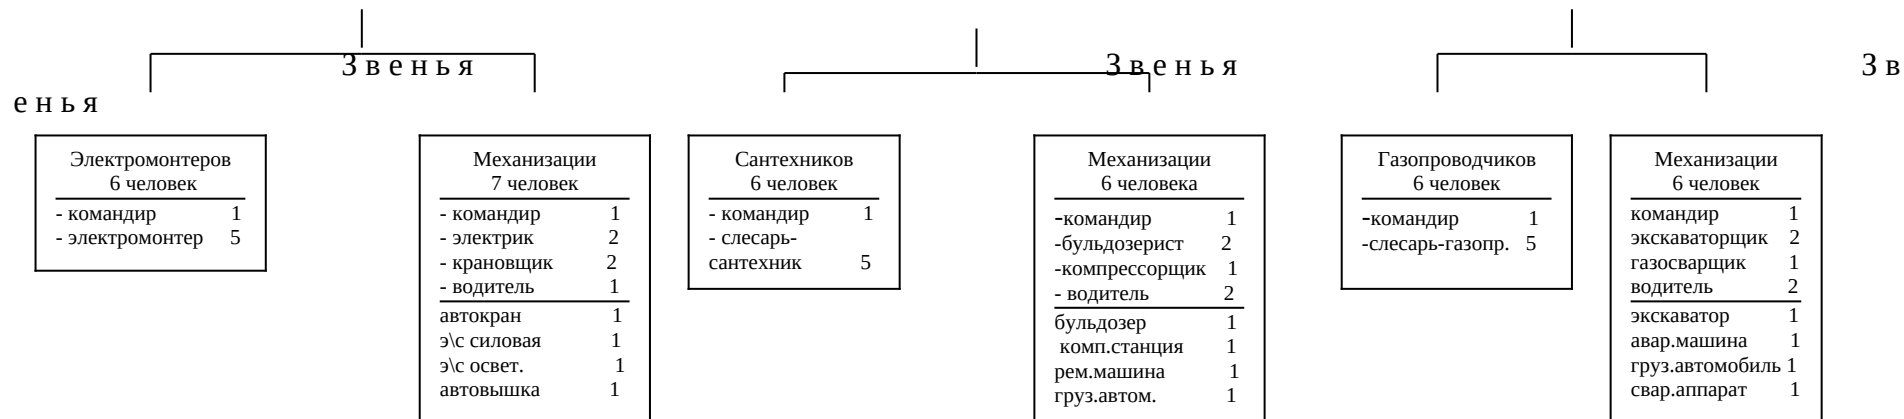 З в е н ь я
З в е н ь я
З в
е н ь я
Электромонтеров
6 человек
- командир 1
- электромонтер 5
Механизации
7 человек
- командир 1
- электрик 2
- крановщик 2
- водитель 1
автокран 1
э\с силовая 1
э\с освет. 1
автовышка 1
Сантехников
6 человек
- командир 1
- слесарь-
сантехник 5
Механизации
6 человека
-командир 1
-бульдозерист 2
-компрессорщик 1
- водитель 2
бульдозер 1
комп.станция 1
рем.машина 1
груз.автом. 1
Газопроводчиков
6 человек
-командир 1
-слесарь-газопр. 5
Механизации
6 человек
командир 1
экскаваторщик 2
газосварщик 1
водитель 2
экскаватор 1
авар.машина 1
груз.автомобиль 1
свар.аппарат 1